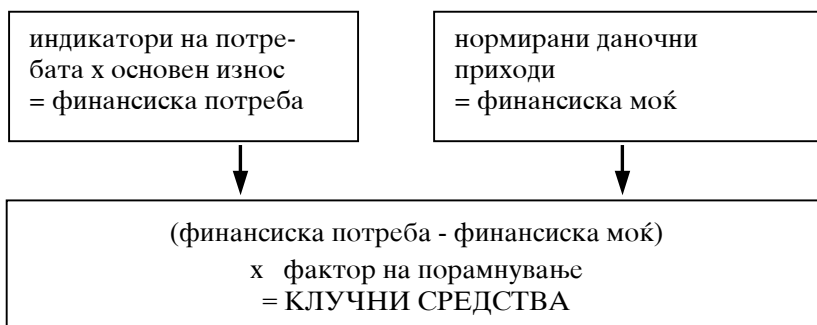 индикатори на потре-
бата x основен износ
= финансиска потреба
нормирани даночни
приходи
= финансиска моќ
(финансиска потреба - финансиска моќ)
x фактор на порамнување
= КЛУЧНИ СРЕДСТВА